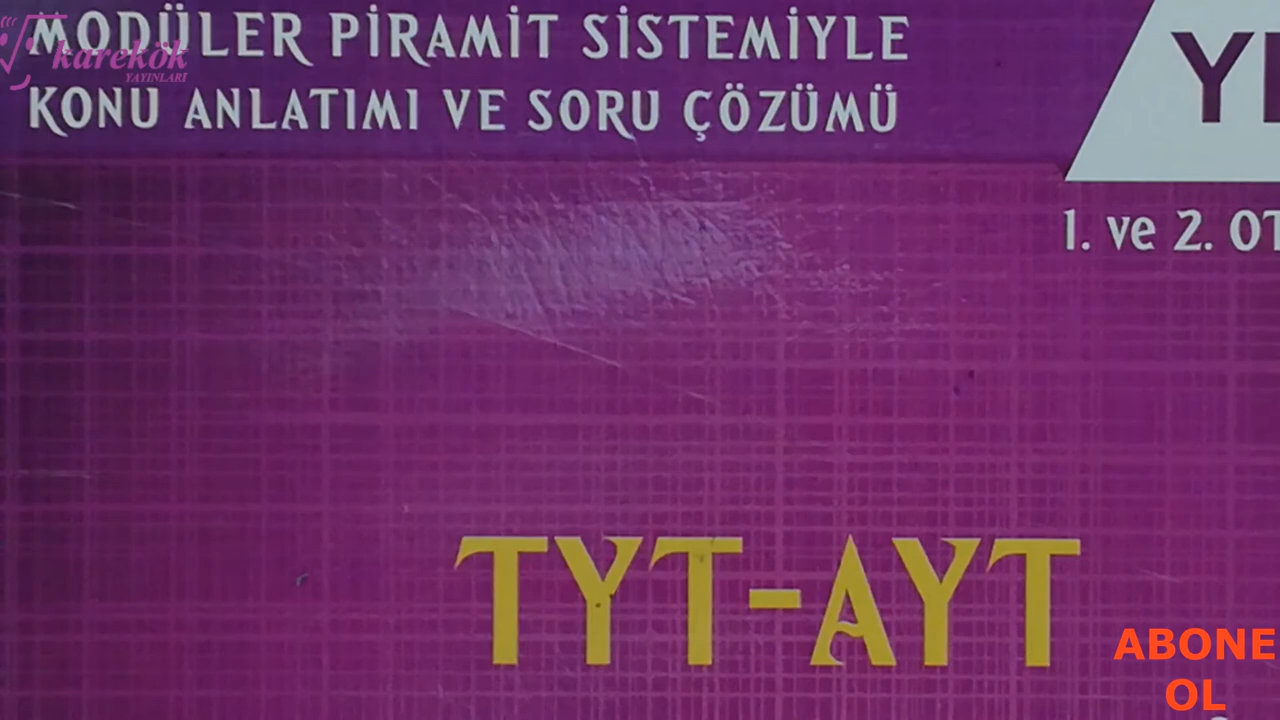 MODÜLER PİRAMİT SİSTEMİYLE
karekök
YAYINLARI
KONU ANLATIMI VE SORU ÇÖZÜMÜ
1. ve 2.
TYT-AYT
ABONE
OL